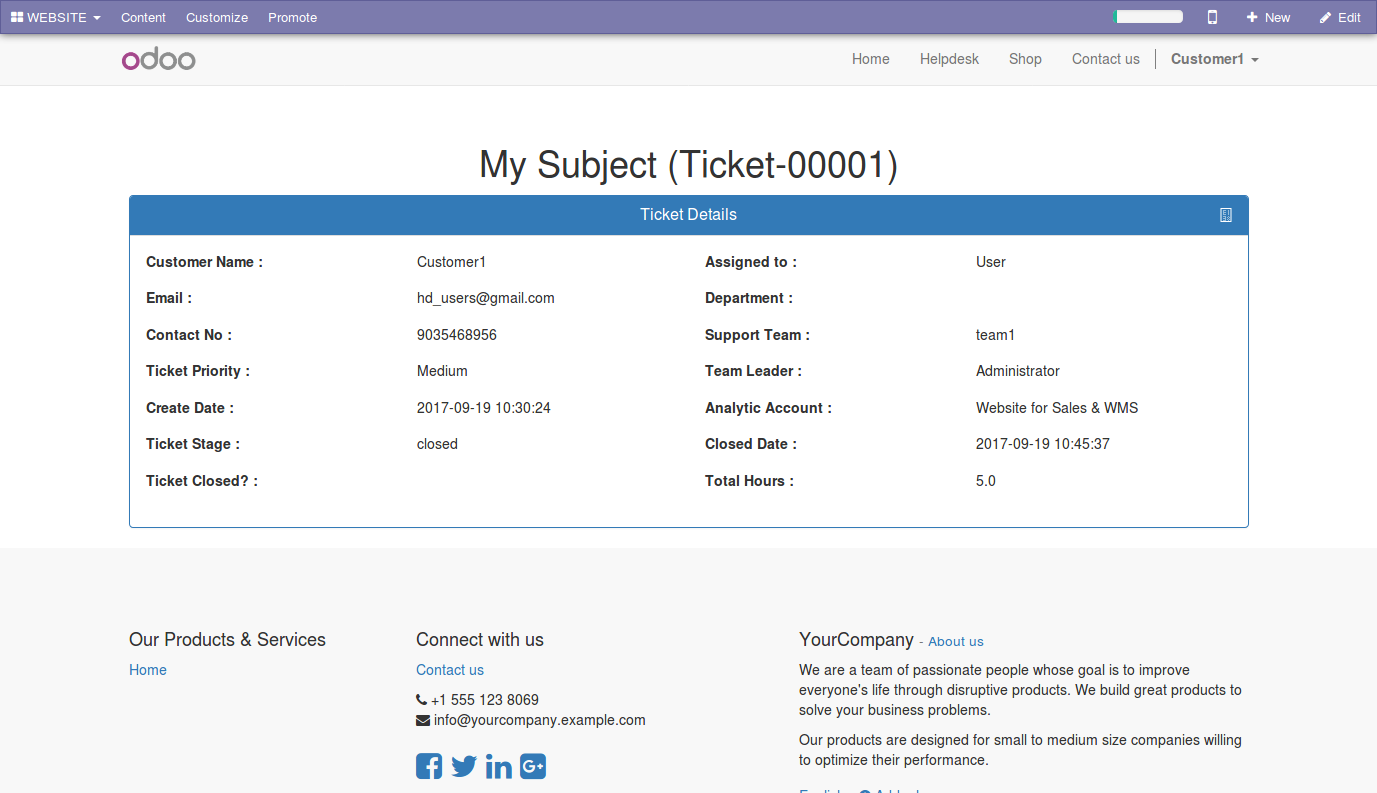 WEBSITE Content Customize Promote New Edit
odoo Home Helpdesk Shop Contact us Customer1
My Subject (Ticket-00001)
Ticket Details
Customer Name : Customer1 Assigned to : User
Email : hd_users@gmail.com Department :
Contact No : 9035468956 Support Team : team1
Ticket Priority : Medium Team Leader : Administrator
Create Date : 2017-09-19 10:30:24 Analytic Account : Website for Sales & WMS
Ticket Stage : closed Closed Date : 2017-09-19 10:45:37
Ticket Closed? : Total Hours : 5.0
Our Products & Services
Home
Connect with us
Contact us
+1 555 123 8069
info@yourcompany.example.com
YourCompany - About us
We are a team of passionate people whose goal is to improve
everyone's life through disruptive products. We build great products to
solve your business problems.
Our products are designed for small to medium size companies willing
to optimize their performance.